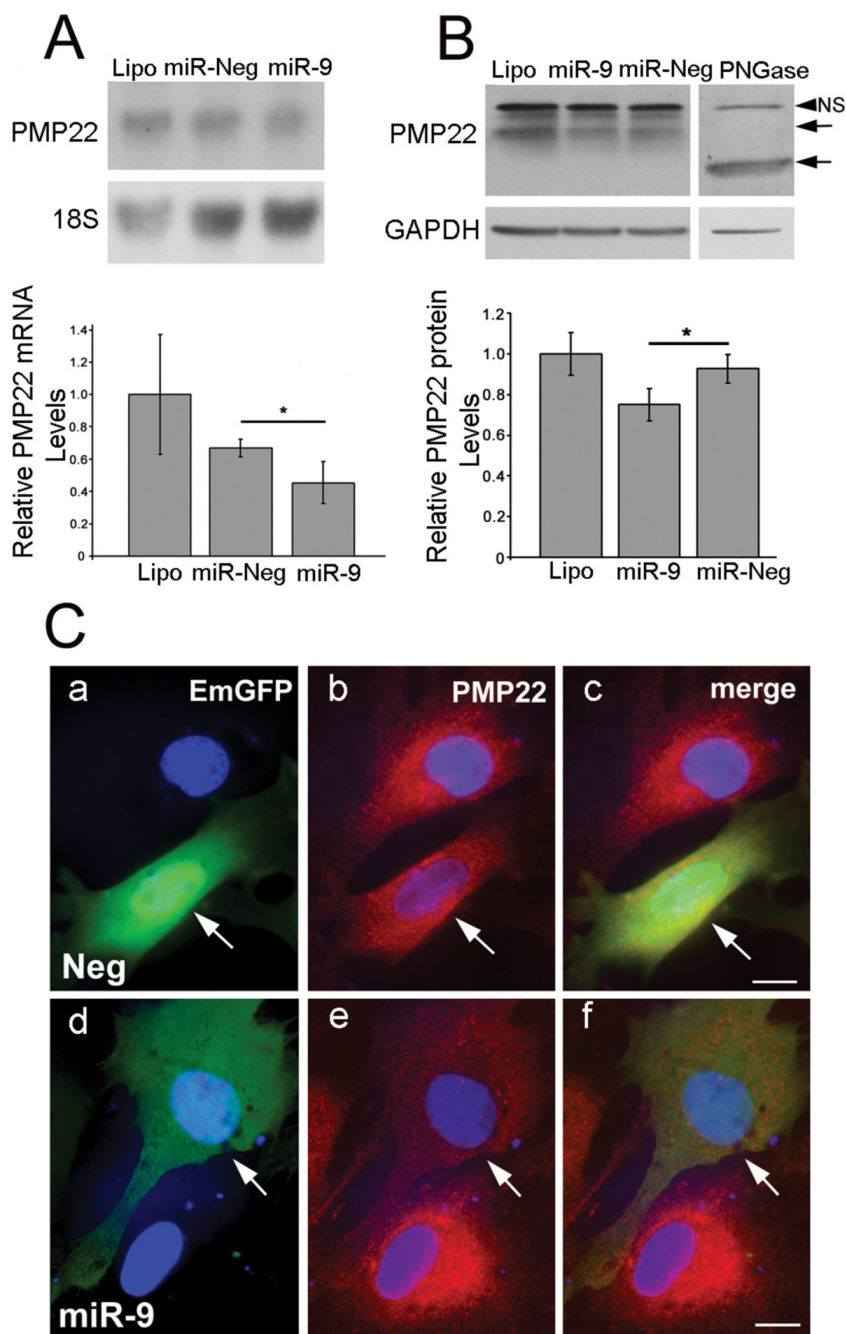 A
Lipo miR-Neg miR-9
PMP22
18S
Relative PMP22 mRNA
Levels
1.4
1.2
1.0
0.8
0.6
0.4
0.2
0
*
Lipo miR-Neg miR-9
B
Lipo miR-9 miR-Neg PNGase
PMP22
NS
GAPDH
Relative PMP22 protein
Levels
1.2
1.0
0.8
0.6
0.4
0.2
0
*
Lipo miR-9 miR-Neg
C
a EmGFP
b PMP22
c merge
Neg
d
e
f
miR-9